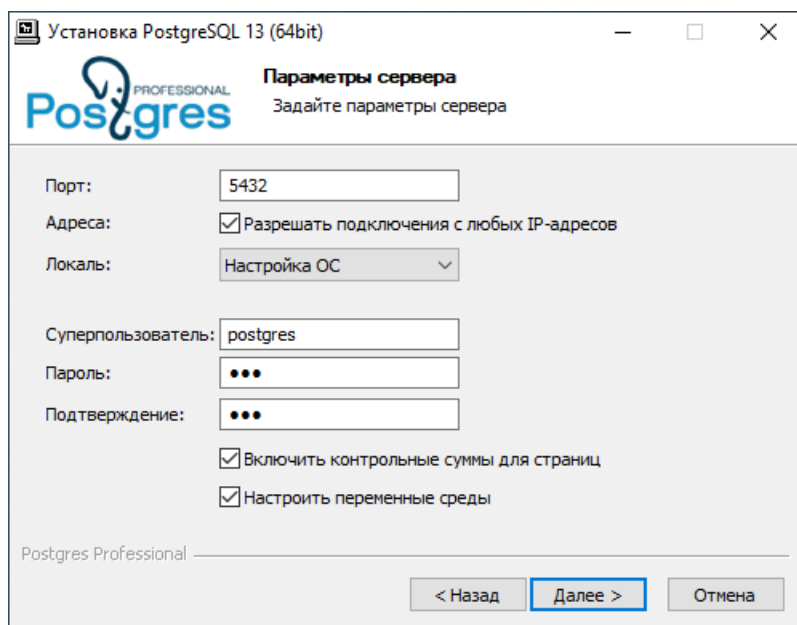 Установка PostgreSQL 13 (64bit)
PROFESSIONAL
Postgres
Параметры сервера
Задайте параметры сервера
Порт: 5432
Адреса: Разрешать подключения с любых IP-адресов
Локаль: Настройка ОС
Суперпользователь: postgres
Пароль: •••
Подтверждение: •••
Включить контрольные суммы для страниц
Настроить переменные среды
Postgres Professional
< Назад Далее > Отмена